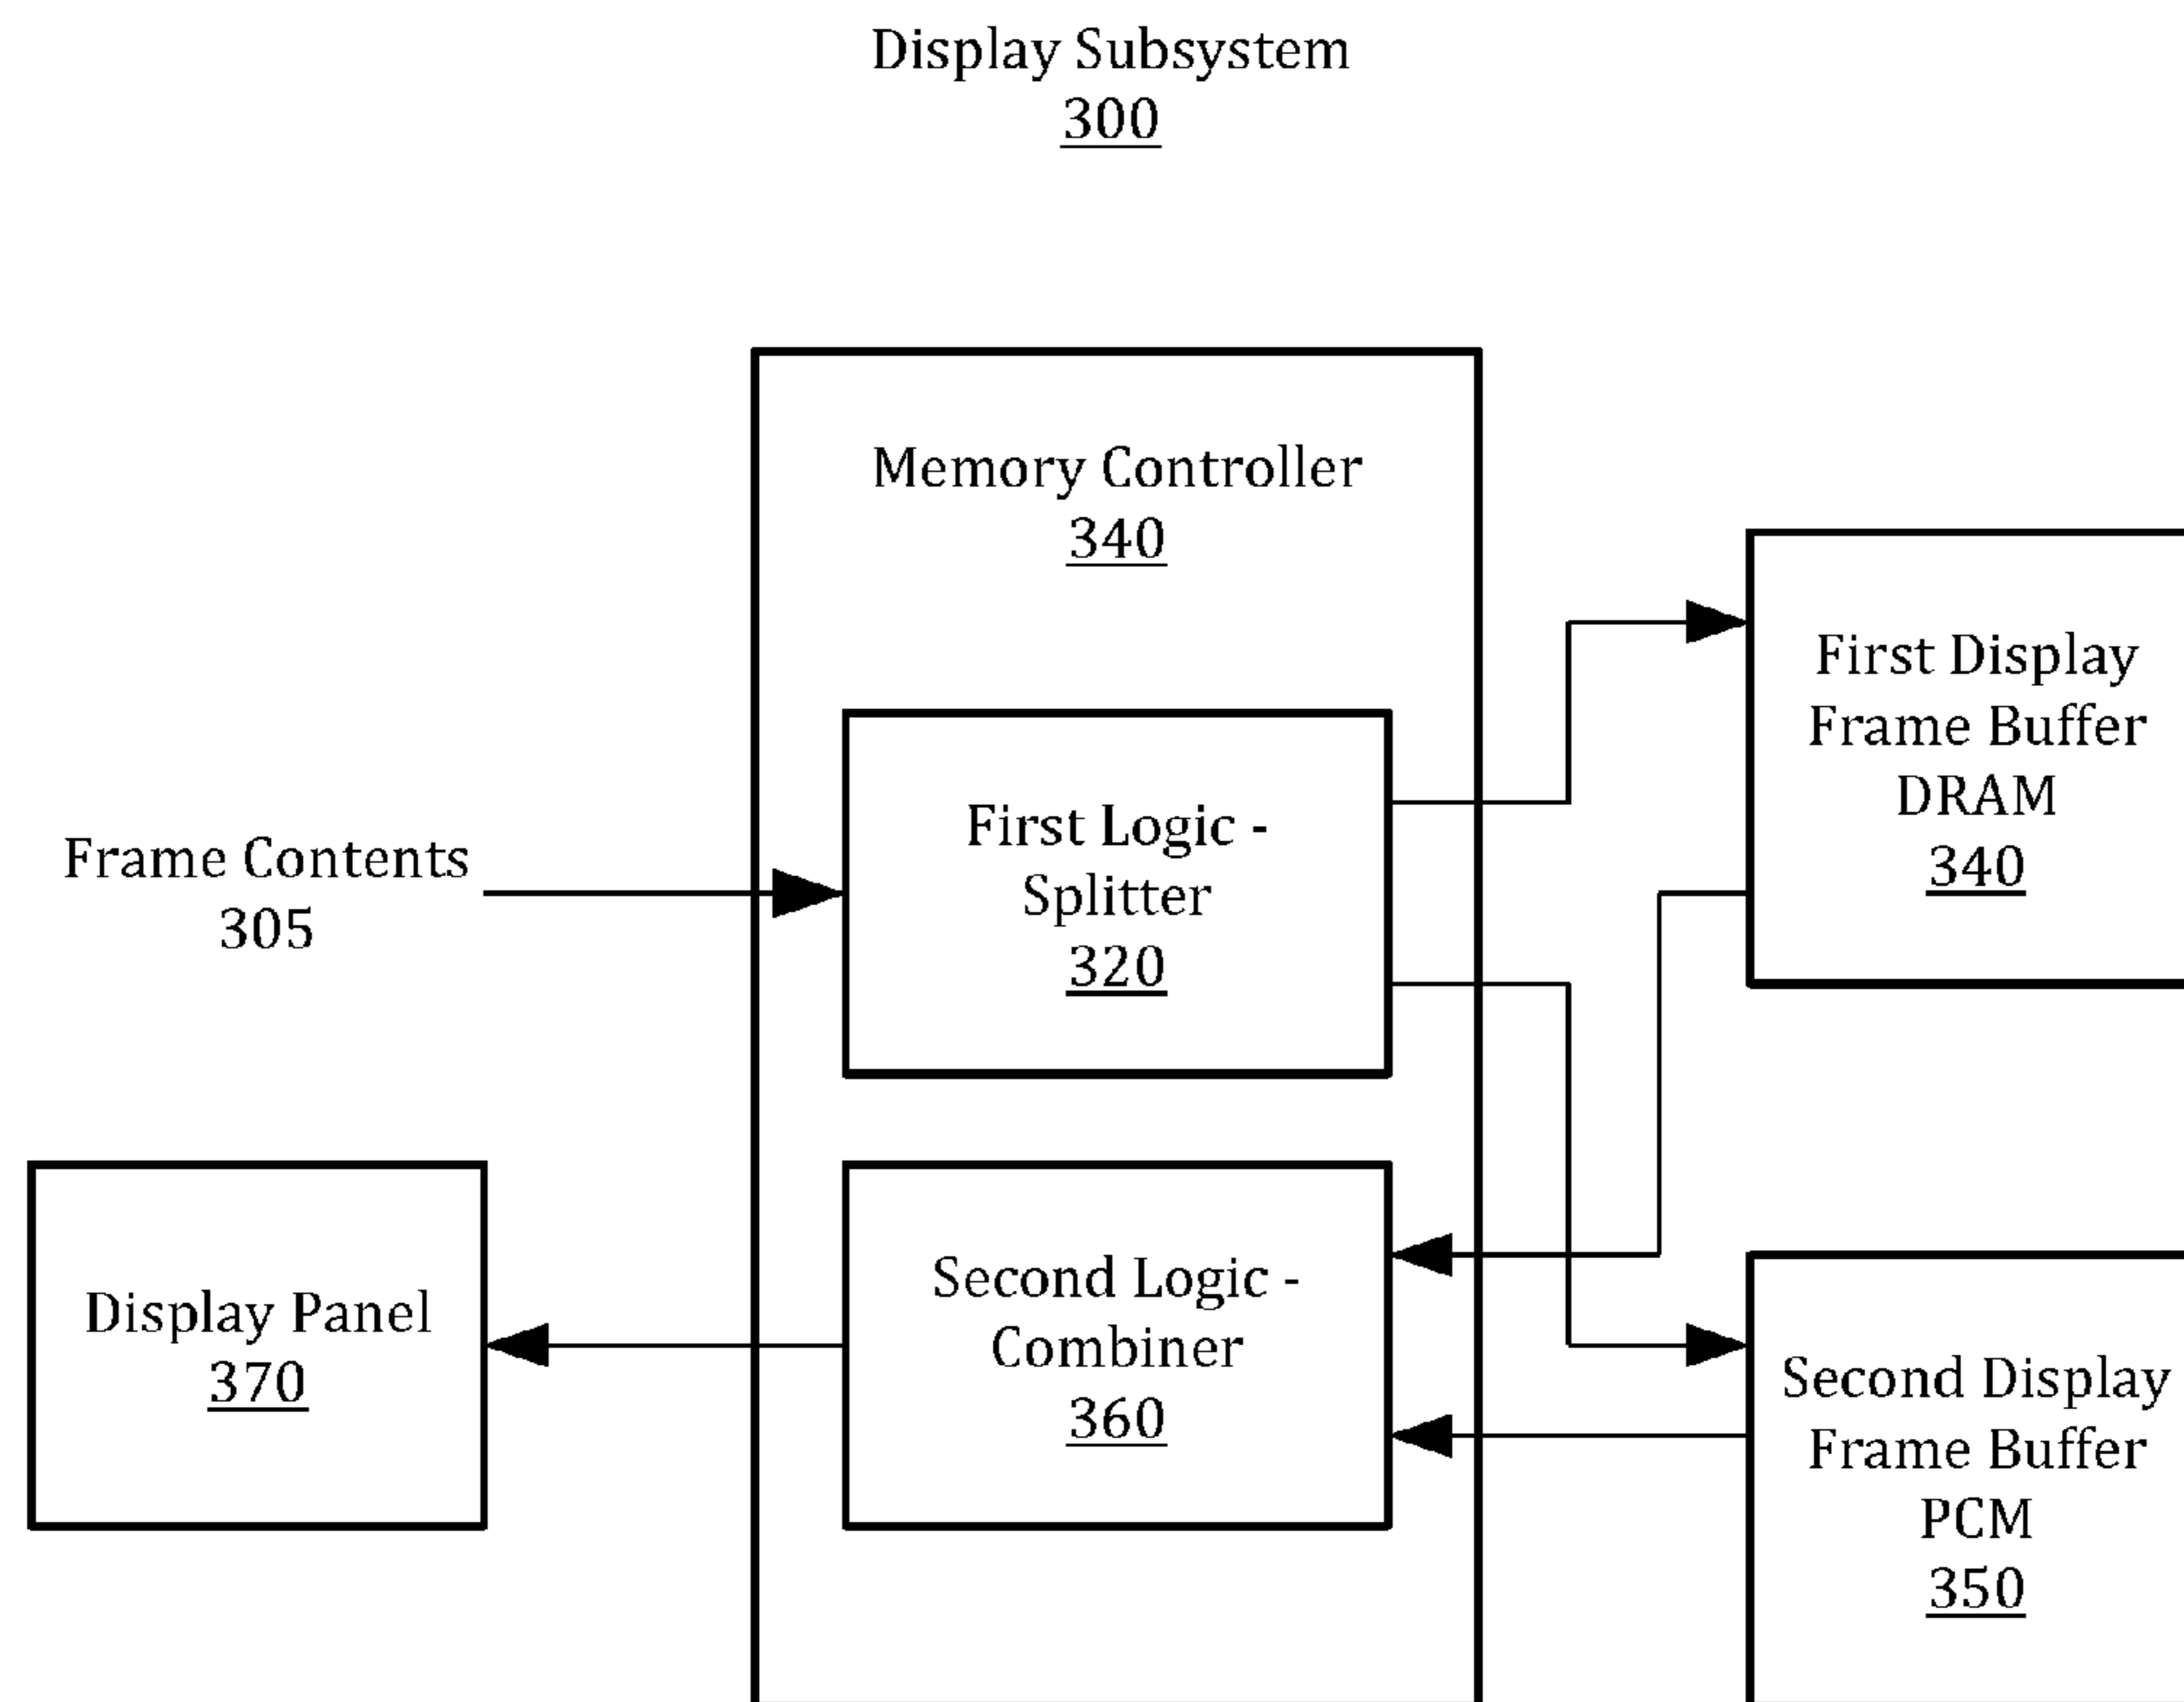 Display Subsystem
300
Memory Controller
340
First Display
Frame Buffer
DRAM
340
First Logic -
Splitter
320
Frame Contents
305
Second Logic -
Combiner
360
Display Panel
370
Second Display
Frame Buffer
PCM
350